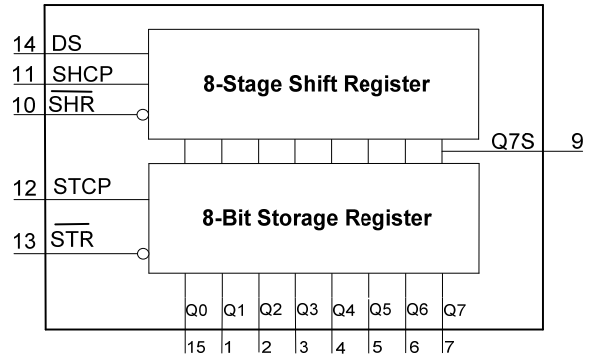 14 DS
11 SHCP
10 SHR
8-Stage Shift Register
Q7S 9
12 STCP
13 STR
8-Bit Storage Register
Q0 Q1 Q2 Q3 Q4 Q5 Q6 Q7
15 1 2 3 4 5 6 7